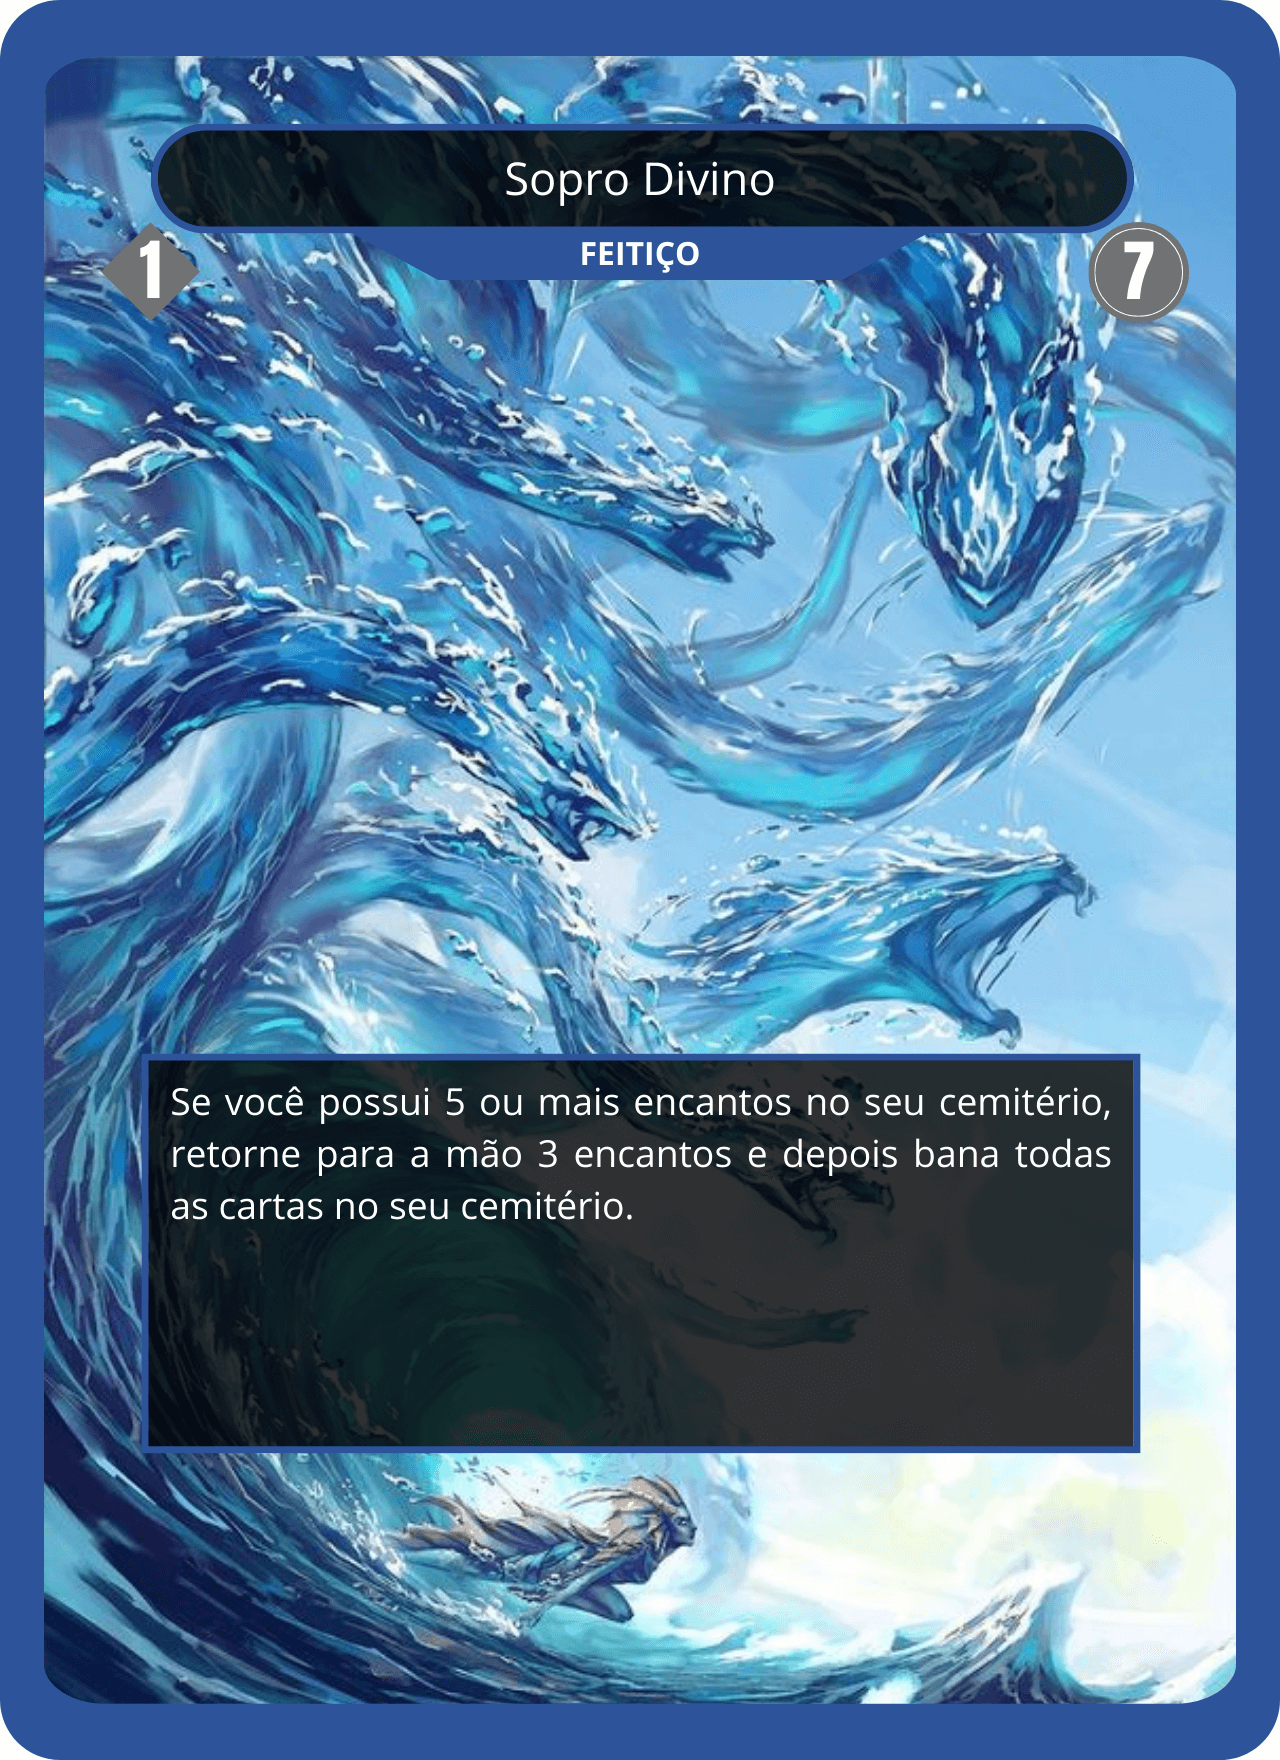 Sopro Divino
FEITIÇO
1
7
Se você possui 5 ou mais encantos no seu cemitério,
retorne para a mão 3 encantos e depois bana todas
as cartas no seu cemitério.